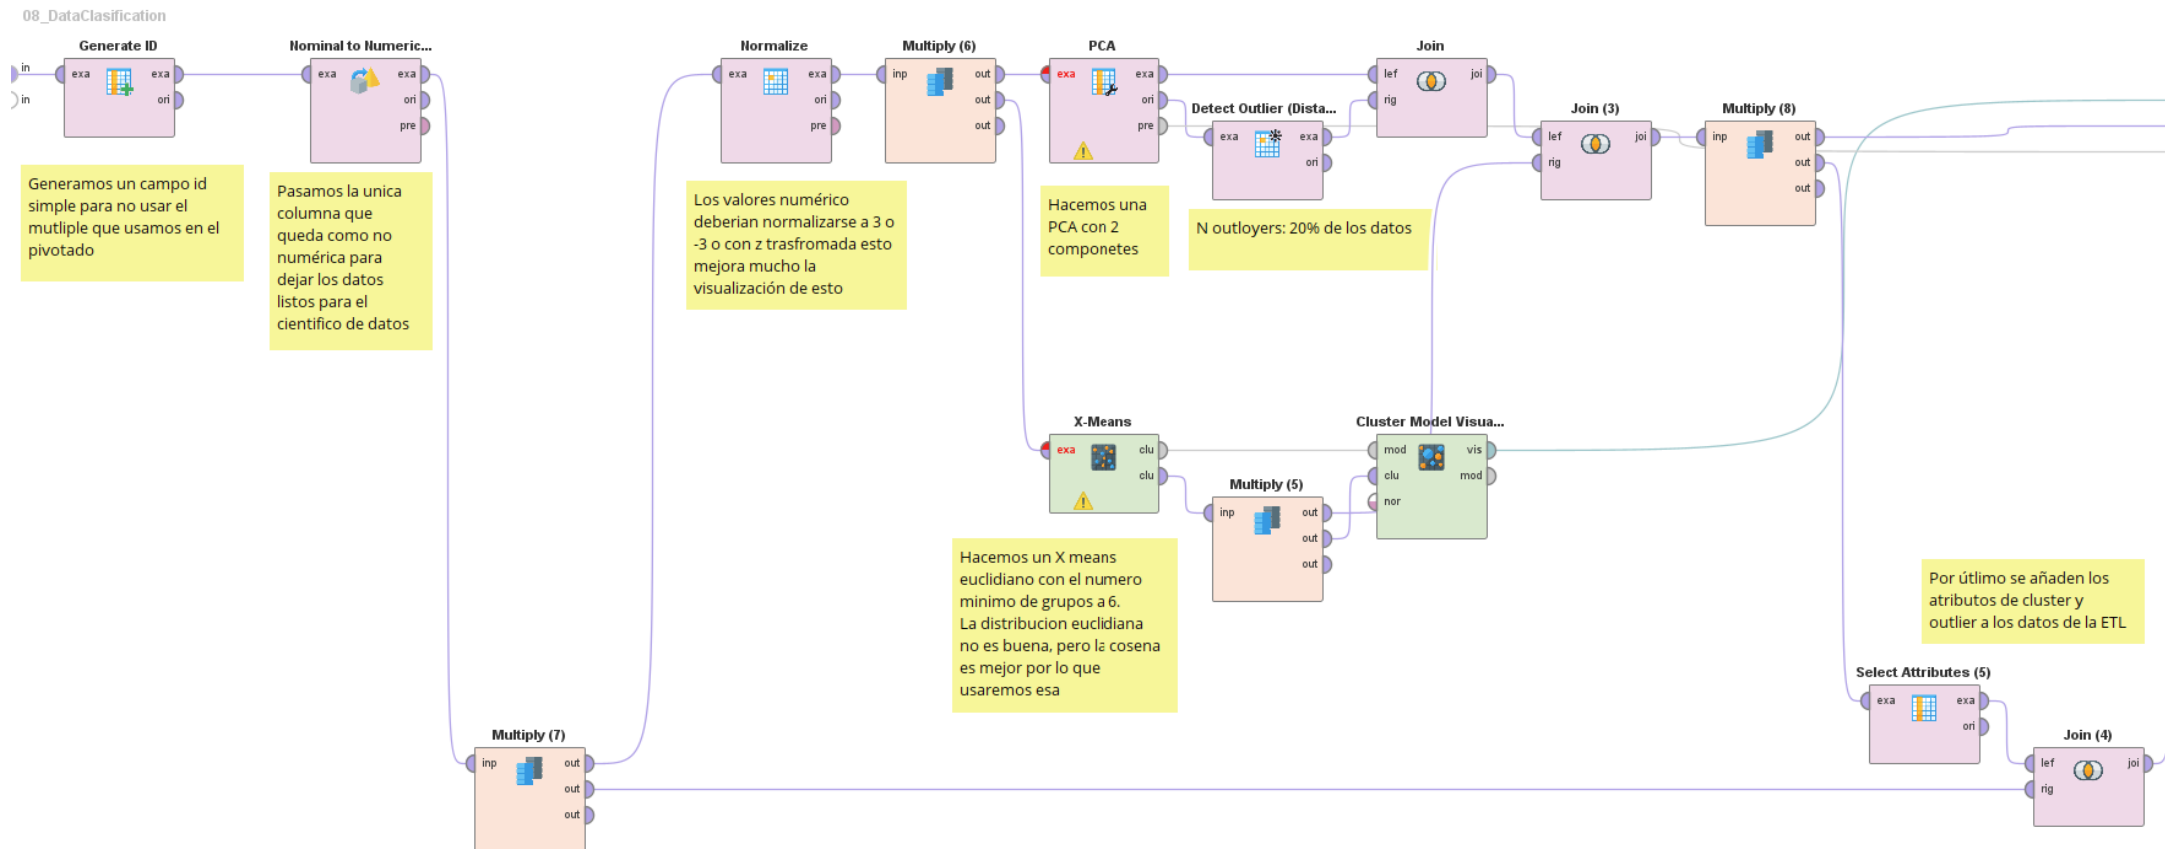 08_DataClasification
Generate ID
in
in
exa
exa
ori
Generamos un campo id
simple para no usar el
mutliple que usamos en el
pivotado
Nominal to Numeric...
exa
exa
ori
pre
Pasamos la unica
columna que
queda como no
numérica para
dejar los datos
listos para el
cientifico de datos
Normalize
exa
exa
ori
pre
Los valores numérico
deberian normalizarse a 3 o
-3 o con z trasfromada esto
mejora mucho la
visualización de esto
Multiply (6)
inp
out
out
out
PCA
exa
exa
ori
pre
Hacemos una
PCA con 2
componetes
Detect Outlier (Dista...
exa
exa
ori
N outloyers: 20% de los datos
Join
lef
joi
rig
Join (3)
lef
joi
rig
Multiply (8)
inp
out
out
out
X-Means
exa
clu
clu
Hacemos un X means
euclidiano con el numero
minimo de grupos a 6.
La distribucion euclidiana
no es buena, pero la cosena
es mejor por lo que
usaremos esa
Multiply (5)
inp
out
out
out
Cluster Model Visua...
mod
vis
clu
mod
nor
Por útlimo se añaden los
atributos de cluster y
outlier a los datos de la ETL
Select Attributes (5)
exa
exa
ori
Multiply (7)
inp
out
out
out
Join (4)
lef
joi
rig